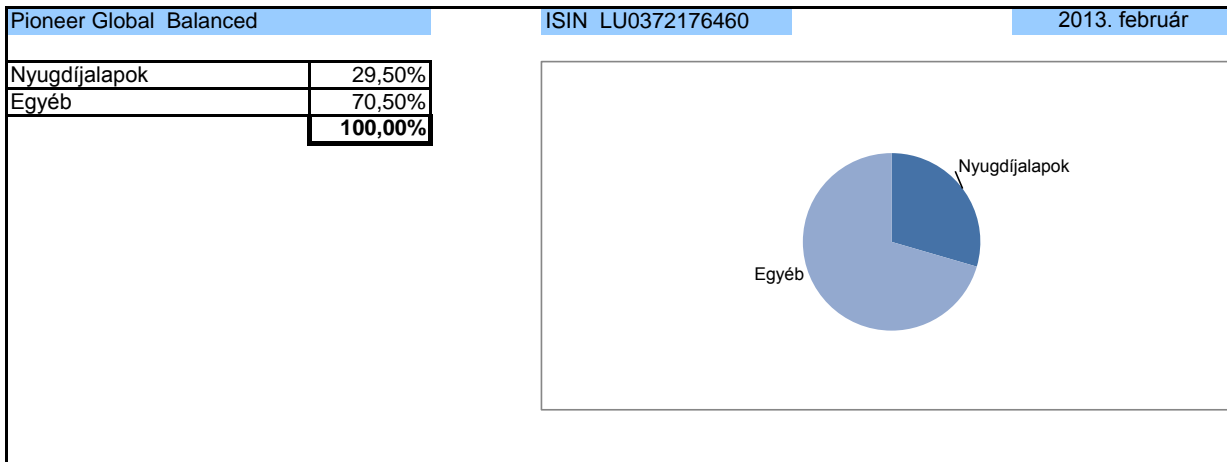 Pioneer Global  Balanced ISIN  LU0372176460 2013. február
Nyugdíjalapok 29,50%
Egyéb 70,50%
100,00%
Nyugdíjalapok
Egyéb